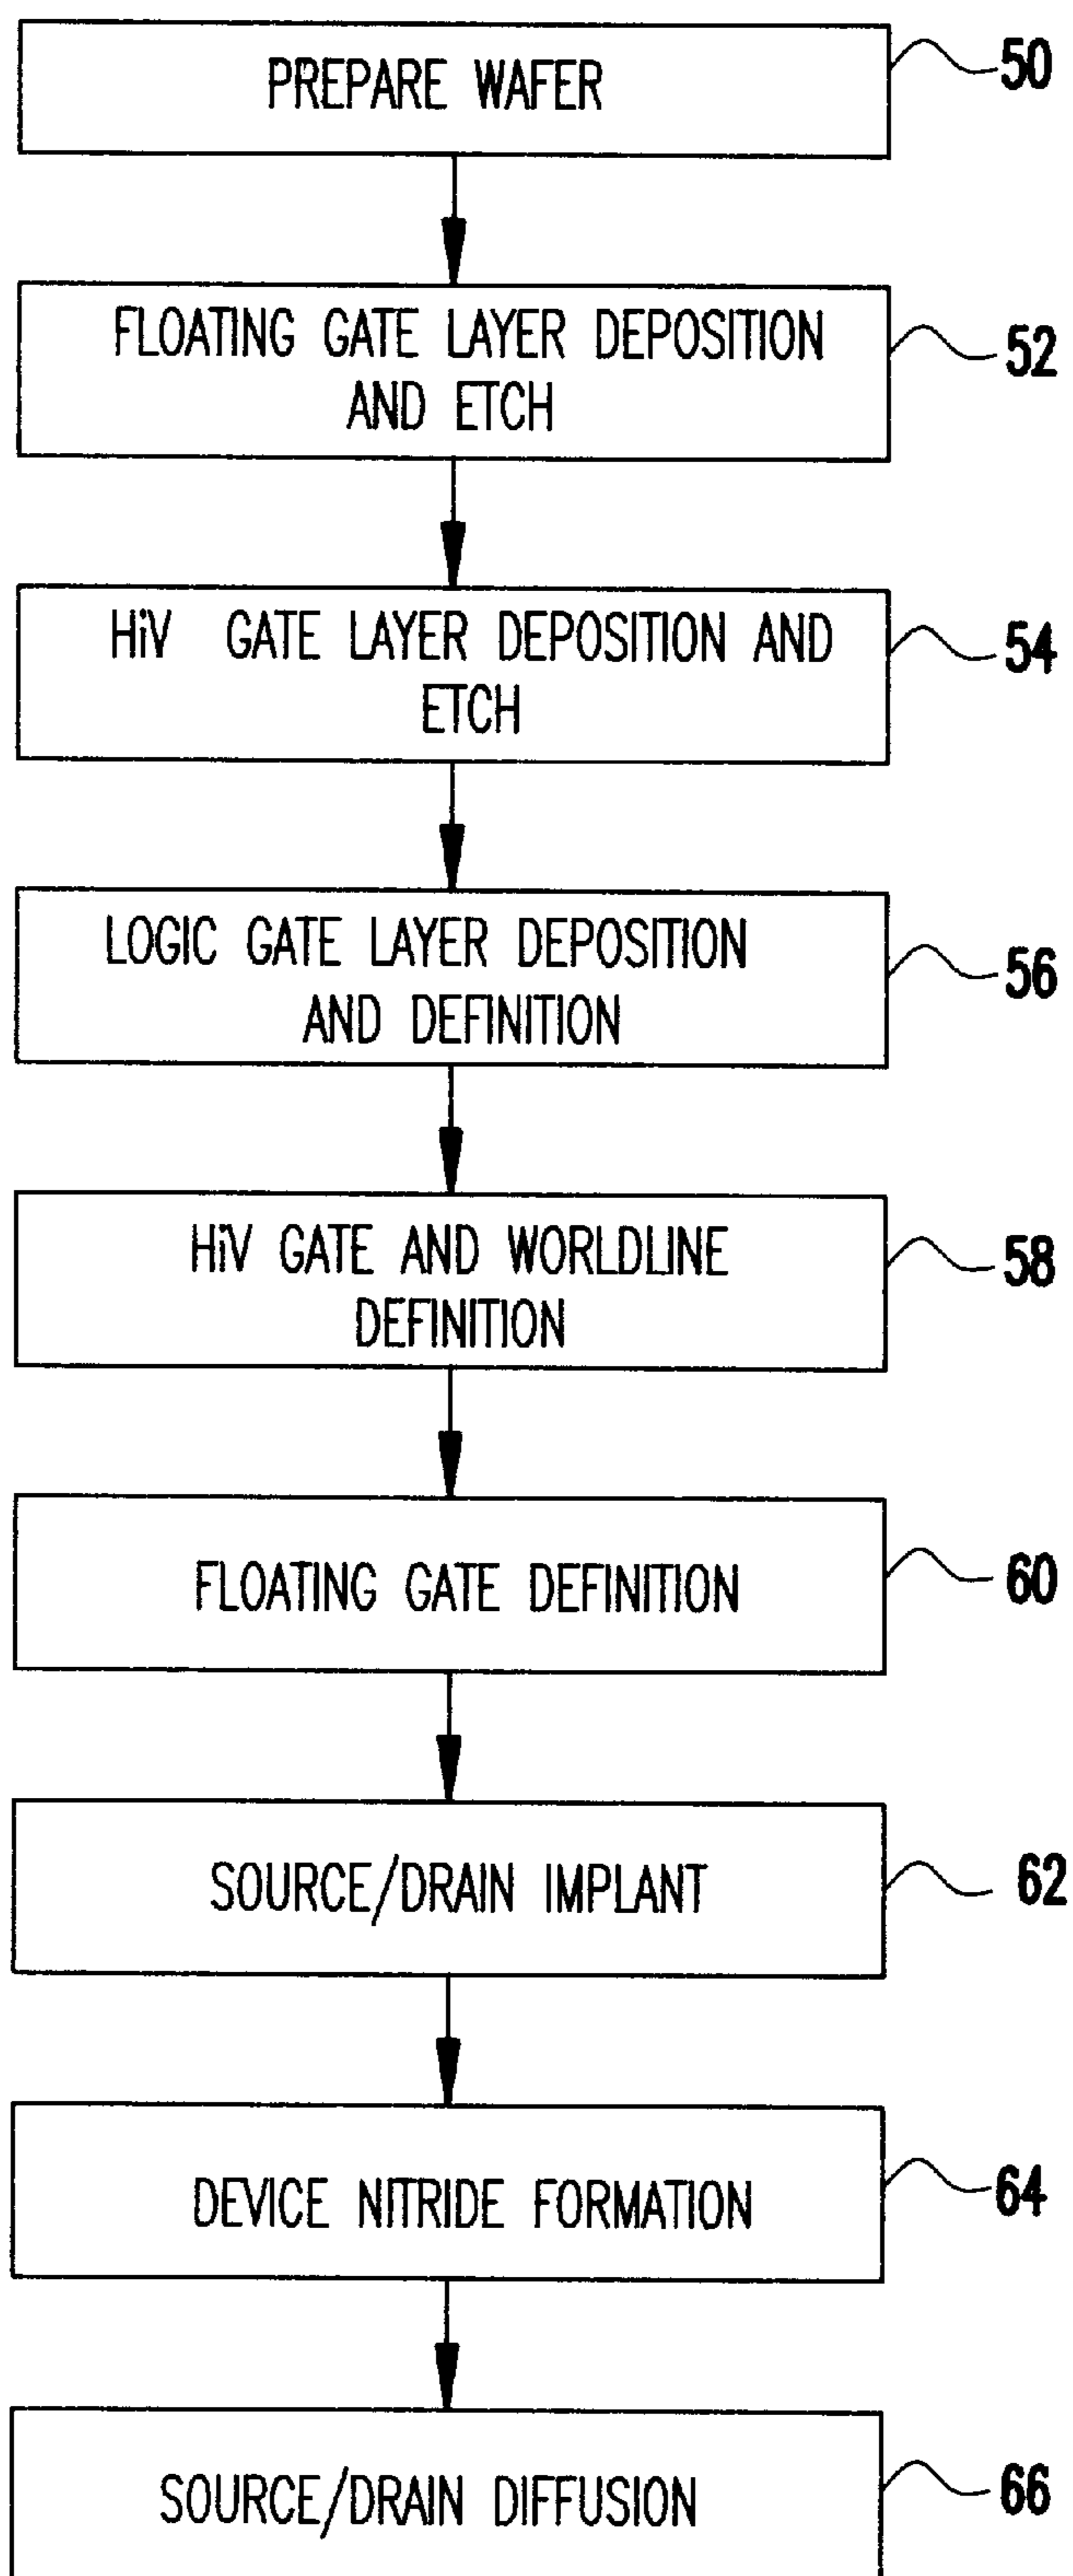 PREPARE WAFER
50
FLOATING GATE LAYER DEPOSITION
AND ETCH
52
HiV GATE LAYER DEPOSITION AND
ETCH
54
LOGIC GATE LAYER DEPOSITION
AND DEFINITION
56
HiV GATE AND WORLDLINE
DEFINITION
58
FLOATING GATE DEFINITION
60
SOURCE/DRAIN IMPLANT
62
DEVICE NITRIDE FORMATION
64
SOURCE/DRAIN DIFFUSION
66